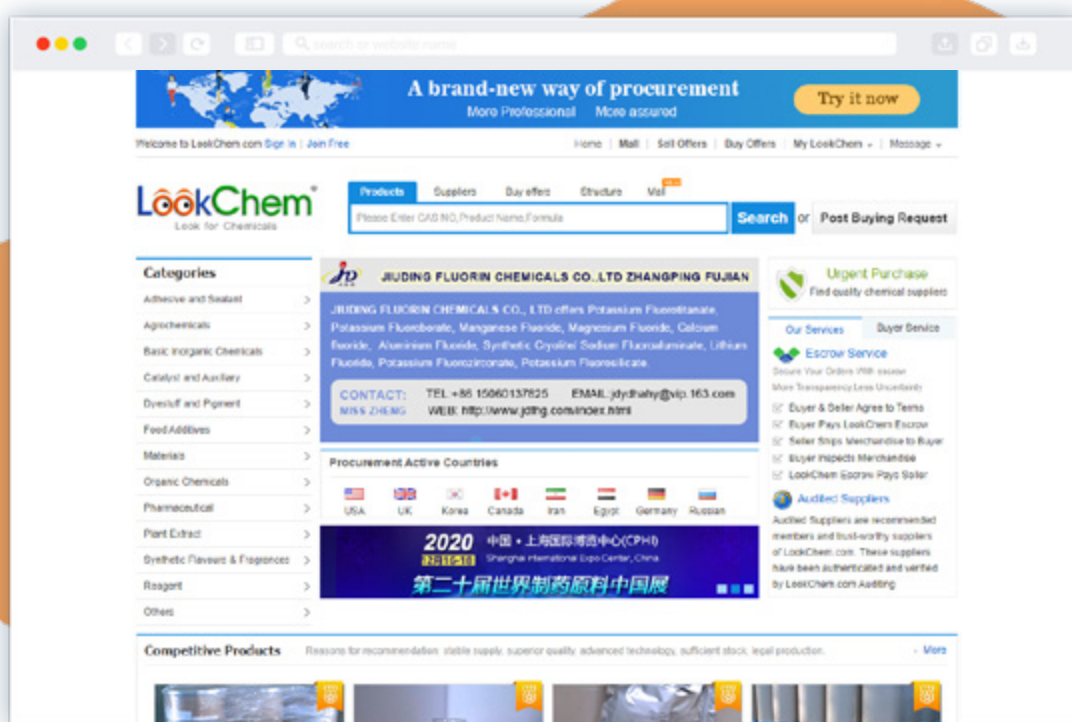 search or website name
A brand-new way of procurement
More Professional More assured
Try it now
Welcome to LookChem.com Sign In | Join Free
Home | Mall | Sell Offers | Buy Offers | My LookChem | Message
LookChem®
Look for Chemicals
Products Suppliers Buy offers Structure Mall
Please Enter CAS NO,Product Name,Formula
Search or Post Buying Request
Categories
Adhesive and Sealant
Agrochemicals
Basic Inorganic Chemicals
Catalyst and Auxiliary
Dyestuff and Pigment
Food Additives
Materials
Organic Chemicals
Pharmaceutical
Plant Extract
Synthetic Flavours & Fragrances
Reagent
Others
JD JIUDING FLUORIN CHEMICALS CO.,LTD ZHANGPING FUJIAN
JIUDING FLUORIN CHEMICALS CO., LTD offers Potassium Fluorotitanate,
Potassium Fluoroborate, Manganese Fluoride, Magnesium Fluoride, Calcium
fluoride, Aluminium Fluoride, Synthetic Cryolite/ Sodium Fluoroaluminate, Lithium
Fluoride, Potassium Fluorozirconate, Potassium Fluorosilicate.
CONTACT: TEL:+86 15060137825 EMAIL:jdydhahy@vip.163.com
MISS ZHENG WEB: http://www.jdfhg.com/index.html
Procurement Active Countries
USA UK Korea Canada Iran Egypt Germany Russian
2020 中国 • 上海国际博览中心(CPHI)
12月16-18 Shanghai International Expo Center, China
第二十届世界制药原料中国展
Urgent Purchase
Find quality chemical suppliers
Our Services Buyer Service
Escrow Service
Secure Your Orders With escrow
More Transparency,Less Uncertainty
Buyer & Seller Agree to Terms
Buyer Pays LookChem Escrow
Seller Ships Merchandise to Buyer
Buyer Inspects Merchandise
LookChem Escrow Pays Seller
Audited Suppliers
Audited Suppliers are recommended
members and trust-worthy suppliers
of LookChem.com. These suppliers
have been authenticated and verified
by LookChem.com Auditing
Competitive Products Reasons for recommendation: stable supply, superior quality, advanced technology, sufficient stock, legal production. More